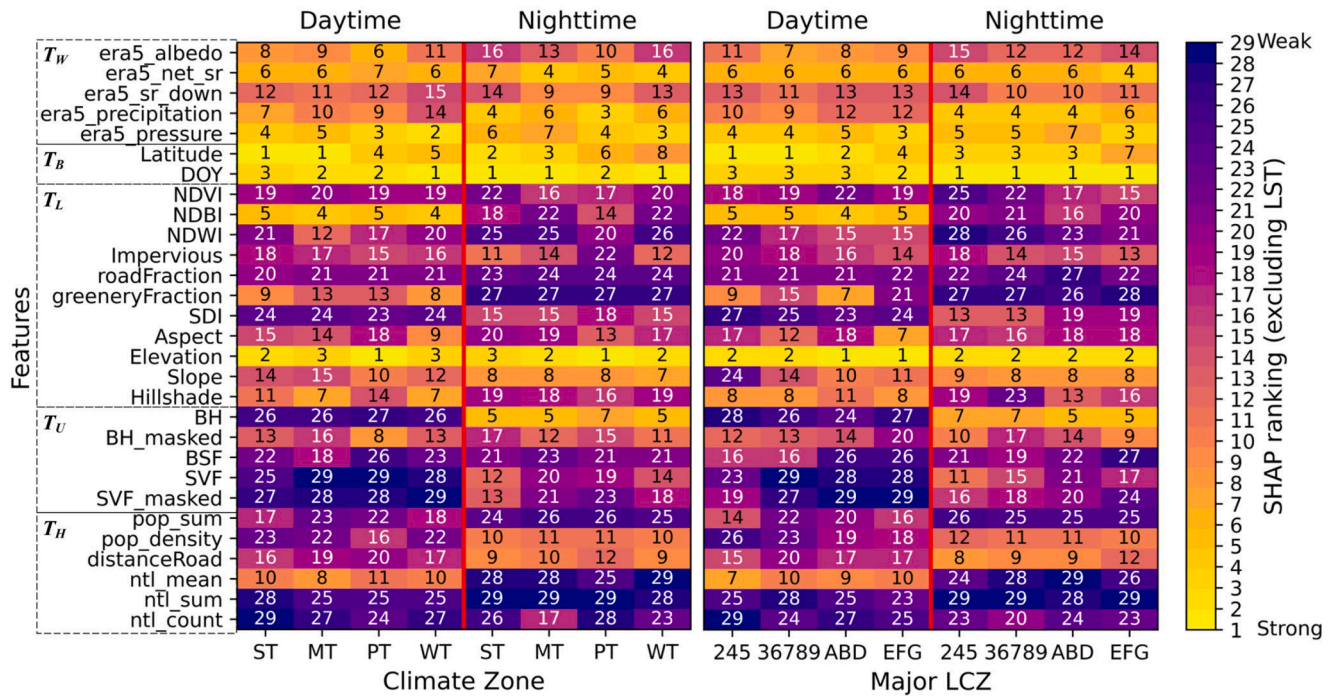 Daytime Nighttime Daytime Nighttime
T_W era5_albedo 8 9 6 11 16 13 10 16 11 7 8 9 15 12 12 14
era5_net_sr 6 6 7 6 7 4 5 4 6 6 6 6 6 6 6 4
era5_sr_down 12 11 12 15 14 9 9 13 13 11 13 13 14 10 10 11
era5_precipitation 7 10 9 14 4 6 3 6 10 9 12 12 4 4 4 6
era5_pressure 4 5 3 2 6 7 4 3 4 4 5 3 5 5 7 3
T_B Latitude 1 1 4 5 2 3 6 8 1 1 2 4 3 3 3 7
DOY 3 2 2 1 1 1 2 1 3 3 3 2 1 1 1 1
T_L NDVI 19 20 19 19 22 16 17 20 18 19 22 19 25 22 17 15
NDBI 5 4 5 4 18 22 14 22 5 5 4 5 20 21 16 20
NDWI 21 12 17 20 25 25 20 26 22 17 15 15 28 26 23 21
Impervious 18 17 15 16 11 14 22 12 20 18 16 14 18 14 15 13
roadFraction 20 21 21 21 23 24 24 24 21 21 21 22 22 24 27 22
greeneryFraction 9 13 13 8 27 27 27 27 9 15 7 21 27 27 26 28
SDI 24 24 23 24 15 15 18 15 27 25 23 24 13 13 19 19
Aspect 15 14 18 9 20 19 13 17 17 12 18 7 17 16 18 18
Elevation 2 3 1 3 3 2 1 2 2 2 1 1 2 2 2 2
Slope 14 15 10 12 8 8 8 7 24 14 10 11 9 8 8 8
Hillshade 11 7 14 7 19 18 16 19 8 8 11 8 19 23 13 16
T_U BH 26 26 27 26 5 5 7 5 28 26 24 27 7 7 5 5
BH_masked 13 16 8 13 17 12 15 11 12 13 14 20 10 17 14 9
BSF 22 18 26 23 21 23 21 21 16 16 26 26 21 19 22 27
SVF 25 29 29 28 12 20 19 14 23 29 28 28 11 15 21 17
SVF_masked 27 28 28 29 13 21 23 18 19 27 29 29 16 18 20 24
T_H pop_sum 17 23 22 18 24 26 26 25 14 22 20 16 26 25 25 25
pop_density 23 22 16 22 10 11 11 10 26 23 19 18 12 11 11 10
distanceRoad 16 19 20 17 9 10 12 9 15 20 17 17 8 9 9 12
ntl_mean 10 8 11 10 28 28 25 29 7 10 9 10 24 28 29 26
ntl_sum 28 25 25 25 29 29 29 28 25 28 25 23 29 29 28 29
ntl_count 29 27 24 27 26 17 28 23 29 24 27 25 23 20 24 23
ST MT PT WT ST MT PT WT 245 36789 ABD EFG 245 36789 ABD EFG
Climate Zone Major LCZ
Features
29 Weak
28
27
26
25
24
23
22
21
20
19
18
17
16
15
14
13
12
11
10
9
8
7
6
5
4
3
2
1 Strong
SHAP ranking (excluding LST)